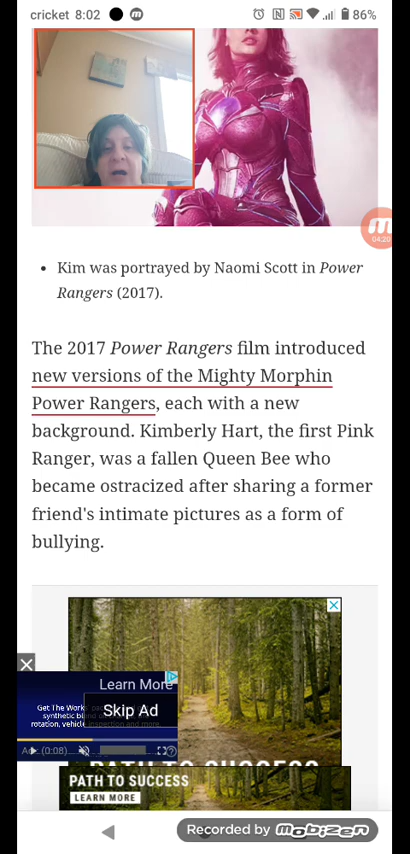 cricket 8:02
86%
04:20
• Kim was portrayed by Naomi Scott in Power
Rangers (2017).
The 2017 Power Rangers film introduced
new versions of the Mighty Morphin
Power Rangers, each with a new
background. Kimberly Hart, the first Pink
Ranger, was a fallen Queen Bee who
became ostracized after sharing a former
friend's intimate pictures as a form of
bullying.
Learn More
Get The Works
synthetic
rotation, vehicle inspection and more.
Skip Ad
Ad: (0:08)
PATH TO SUCCESS
PATH TO SUCCESS
LEARN MORE
Recorded by mobizen